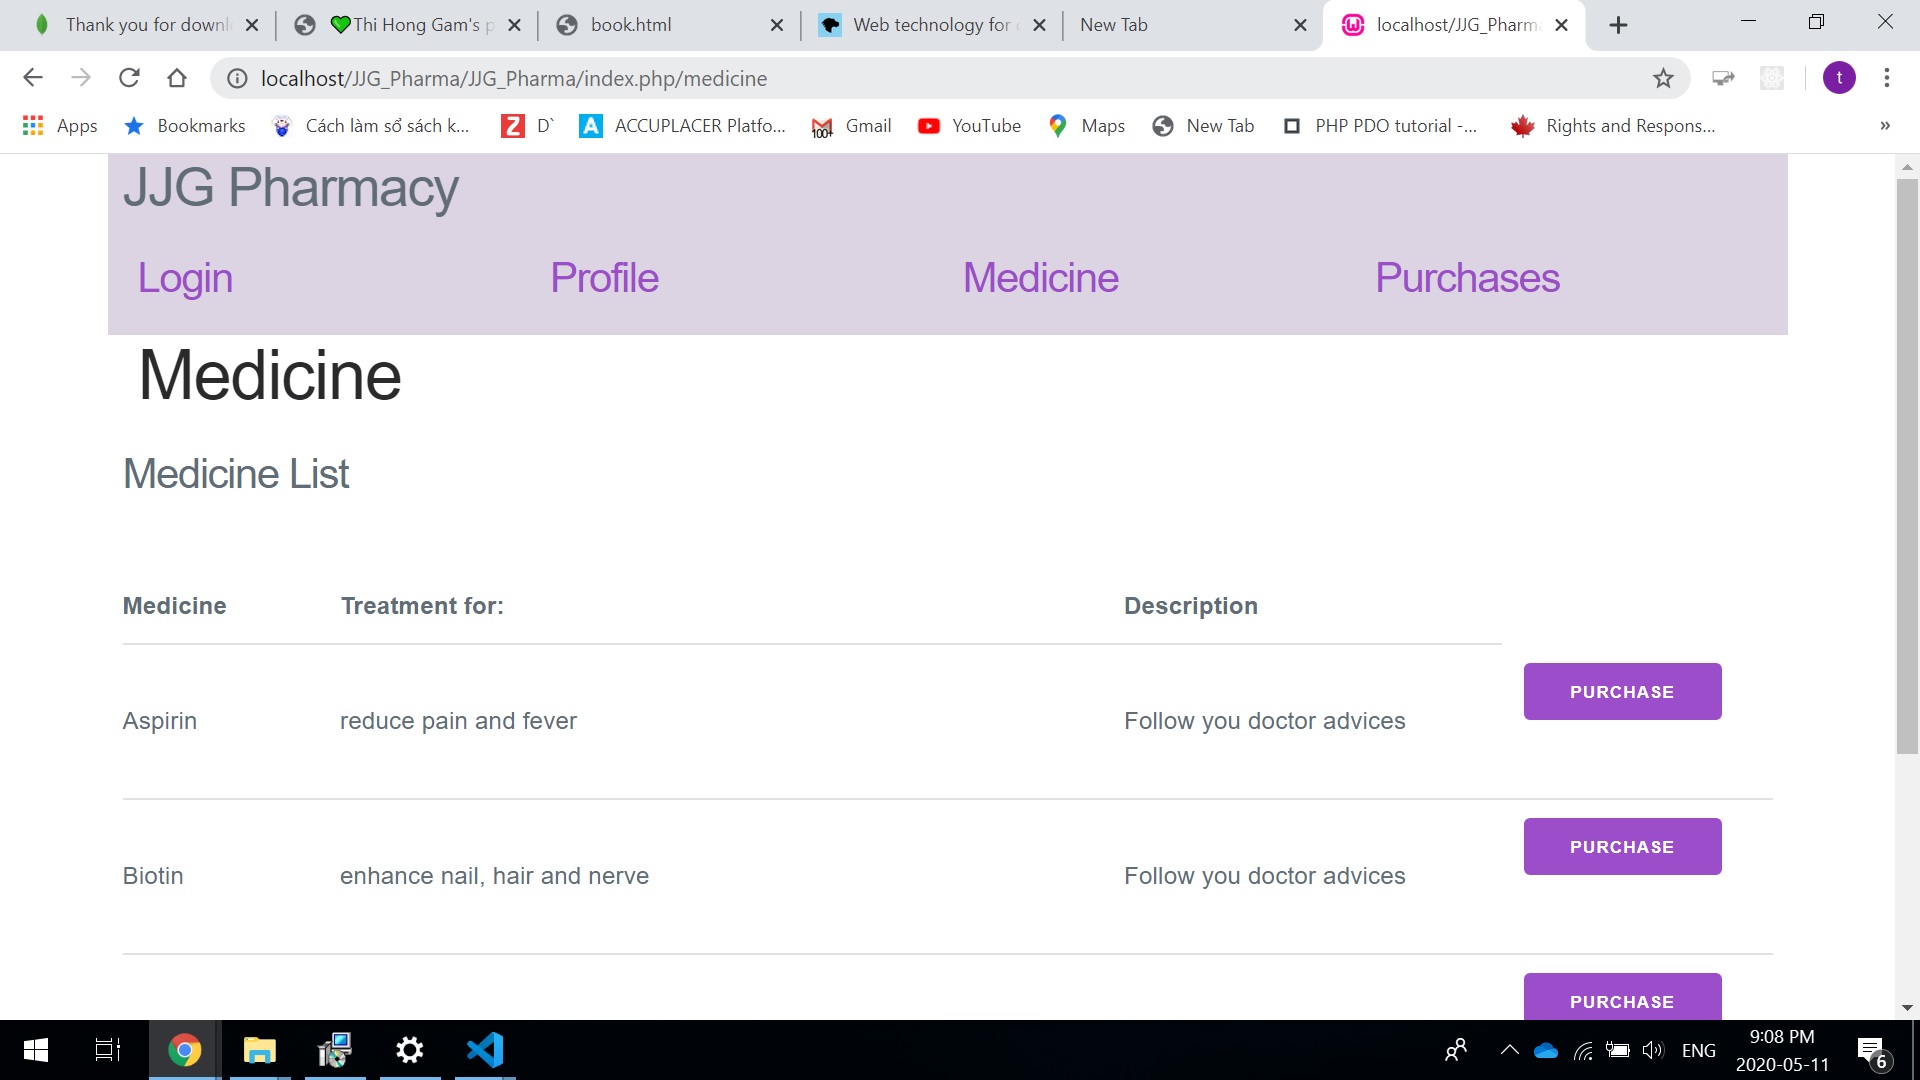 Thank you for downl
💚Thi Hong Gam's p
book.html
Web technology for
New Tab
localhost/JJG_Pharm
localhost/JJG_Pharma/JJG_Pharma/index.php/medicine
t
Apps
Bookmarks
Cách làm sổ sách k...
Z
D`
A
ACCUPLACER Platfo...
100+
Gmail
YouTube
Maps
New Tab
PHP PDO tutorial -...
Rights and Respons...
»
JJG Pharmacy
Login
Profile
Medicine
Purchases
Medicine
Medicine List
Medicine
Treatment for:
Description
Aspirin
reduce pain and fever
Follow you doctor advices
PURCHASE
Biotin
enhance nail, hair and nerve
Follow you doctor advices
PURCHASE
PURCHASE
ENG
9:08 PM
2020-05-11
6